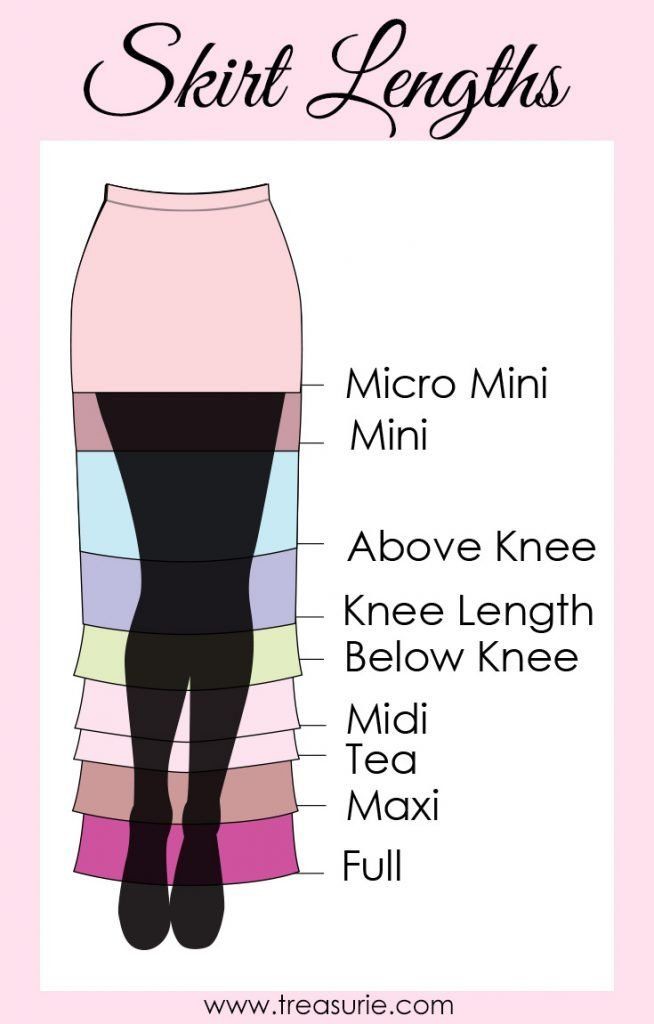 Skirt Lengths
Micro Mini
Mini
Above Knee
Knee Length
Below Knee
Midi
Tea
Maxi
Full
www.treasurie.com